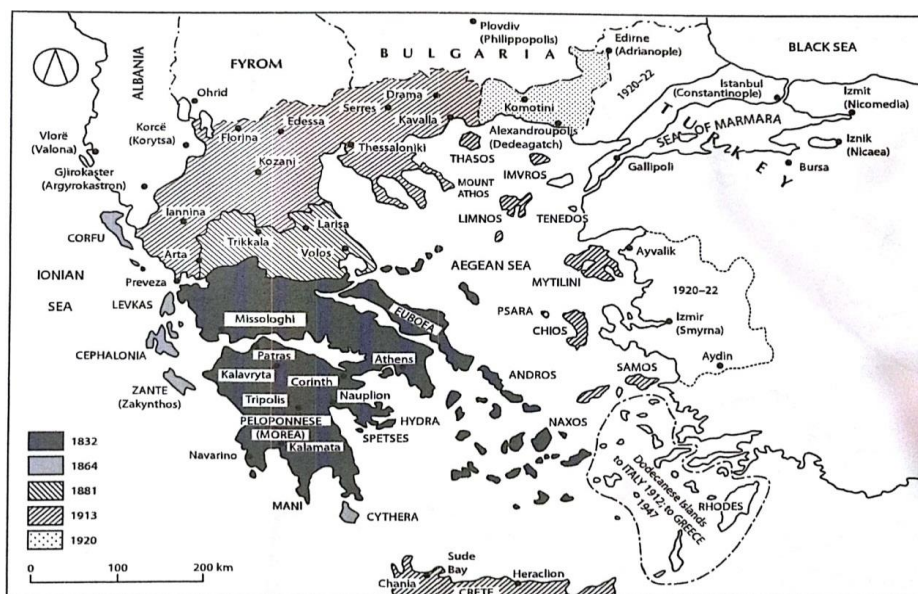 Plovdiv
(Philippopolis)
Edirne
(Adrianople)
BLACK SEA
BULGARIA
ALBANIA
FYROM
1920–22
Istanbul
(Constantinople)
Izmit
(Nicomedia)
Ohrid
Drama
Serres
Komotini
Edessa
Kavalla
Florina
Korcë
(Korytsa)
Vlorë
(Valona)
Alexandroupolis
(Dedeagatch)
TURKEY
SEA OF MARMARA
Iznik
(Nicaea)
Thessaloniki
THASOS
Gallipoli
Bursa
Kozani
Gjirokaster
(Argyrokastron)
MOUNT
ATHOS
IMVROS
LIMNOS
TENEDOS
Iannina
Larisa
CORFU
Trikkala
Arta
Volos
Ayvalik
AEGEAN SEA
IONIAN
SEA
Preveza
MYTILINI
1920–22
LEVKAS
EUBOEA
PSARA
Missologhi
Izmir
(Smyrna)
CHIOS
CEPHALONIA
Patras
Athens
Aydin
Kalavryta
Corinth
ANDROS
SAMOS
ZANTE
(Zakynthos)
Tripolis
Nauplion
HYDRA
NAXOS
PELOPONNESE
(MOREA)
SPETSES
Kalamata
Navarino
Dodecanese Islands
to ITALY 1912; to GREECE
1947
RHODES
MANI
CYTHERA
1832
1864
1881
1913
1920
0 100 200 km
Sude
Bay
Chania
Heraclion
CRETE